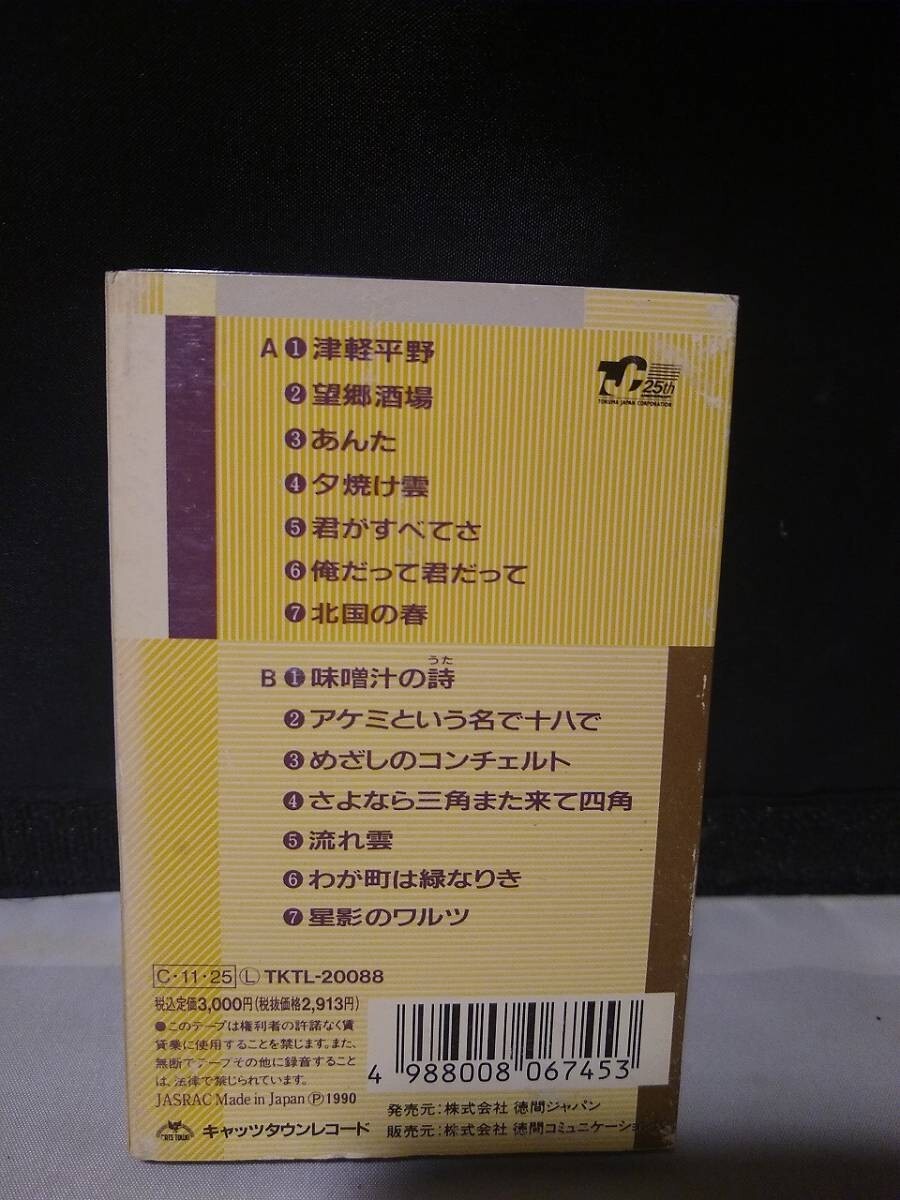 A ❶ 津軽平野
TJC 25th
TOKUMA JAPAN CORPORATION
❷ 望郷酒場
❸ あんた
❹ 夕焼け雲
❺ 君がすべてさ
❻ 俺だって君だって
❼ 北国の春
うた
B ❶ 味噌汁の詩
❷ アケミという名で十八で
❸ めざしのコンチェルト
❹ さよなら三角また来て四角
❺ 流れ雲
❻ わが町は緑なりき
❼ 星影のワルツ
C・11・25 Ⓛ TKTL-20088
税込定価3,000円(税抜価格2,913円)
●このテープは権利者の許諾なく賃
貸業に使用することを禁じます。また、
無断でテープその他に録音すること
は、法律で禁じられています。
JASRAC Made in Japan Ⓟ 1990
4 988008 067453
発売元:株式会社 徳間ジャパン
CATS TOWN キャッツタウンレコード
販売元:株式会社 徳間コミュニケーショ